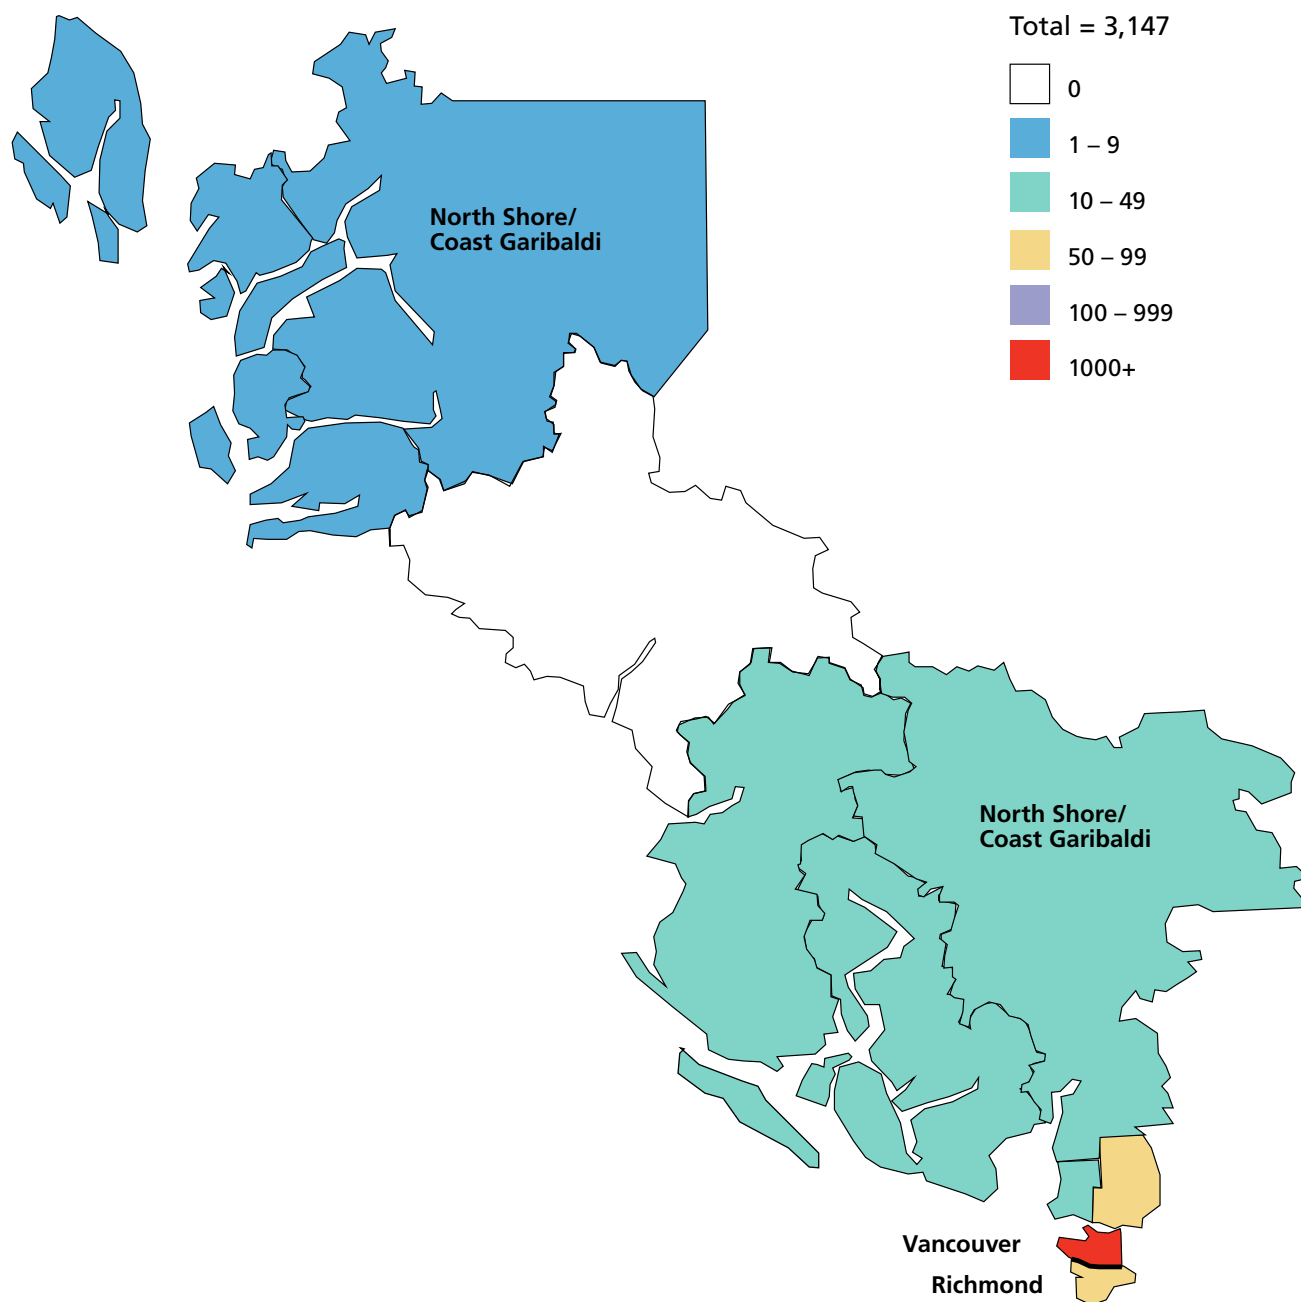 Total = 3,147
0
1 – 9
10 – 49
50 – 99
100 – 999
1000+
North Shore/
Coast Garibaldi
North Shore/
Coast Garibaldi
Vancouver
Richmond